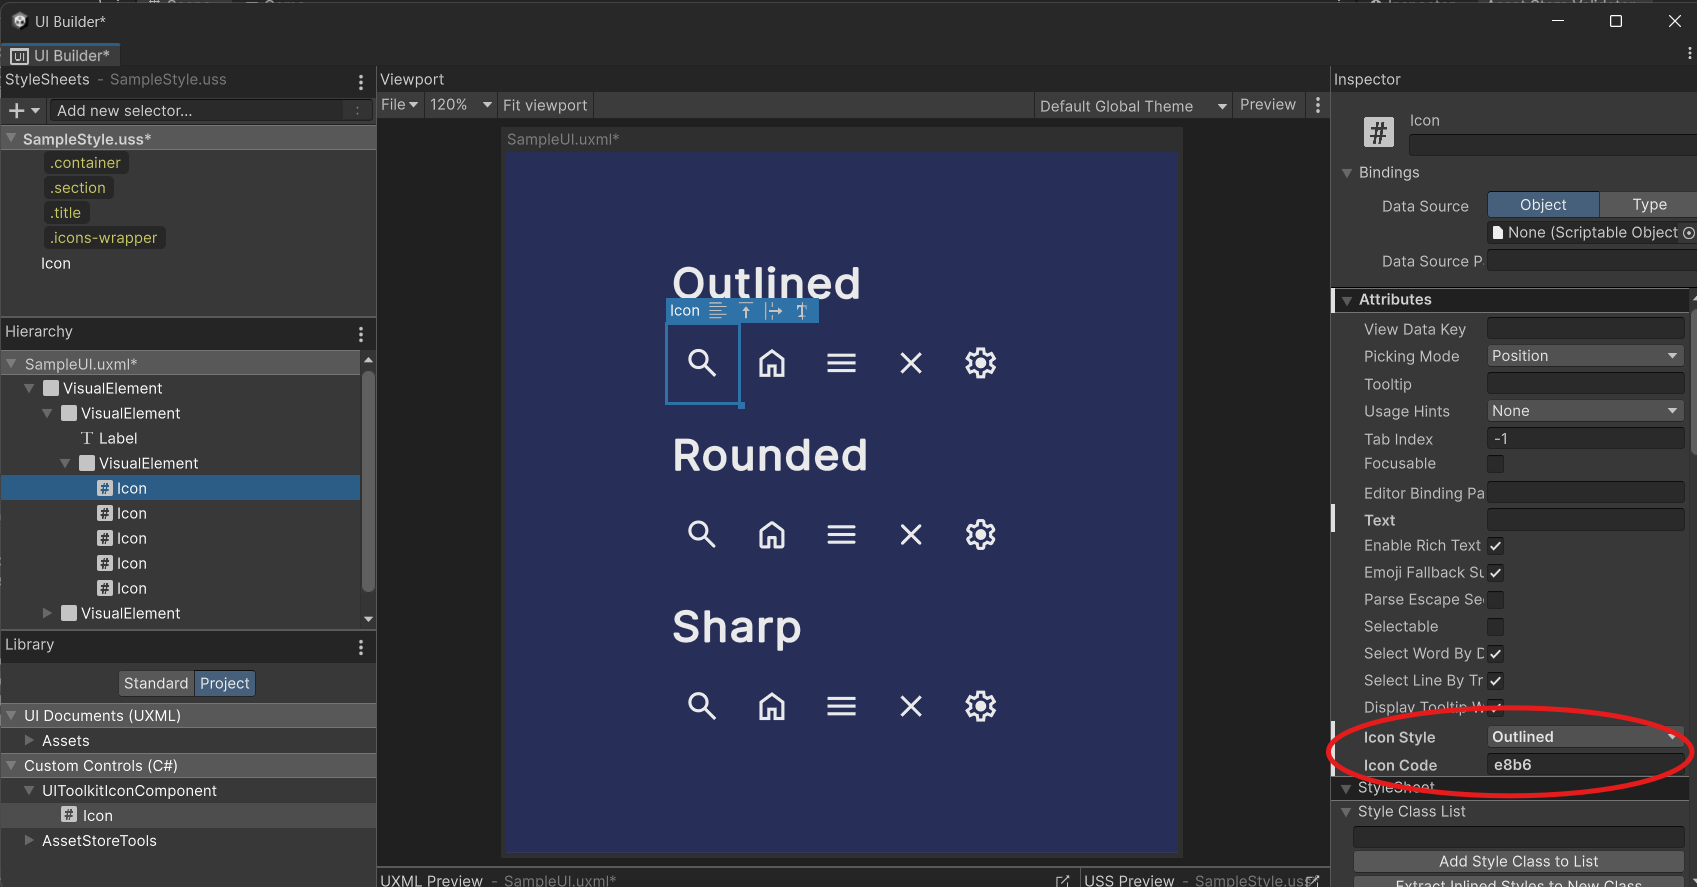 UI Builder*
UI Builder*
StyleSheets - SampleStyle.uss
Add new selector...
SampleStyle.uss*
.container
.section
.title
.icons-wrapper
Icon
Hierarchy
SampleUI.uxml*
VisualElement
VisualElement
Label
VisualElement
Icon
Icon
Icon
Icon
Icon
VisualElement
Library
Standard Project
UI Documents (UXML)
Assets
Custom Controls (C#)
UIToolkitIconComponent
Icon
AssetStoreTools
Viewport
File 120% Fit viewport
Default Global Theme Preview
SampleUI.uxml*
Outlined
Icon
Rounded
Sharp
UXML Preview - SampleUI.uxml*
USS Preview - SampleStyle.uss
Inspector
Icon
Bindings
Data Source Object Type
None (Scriptable Object
Data Source P
Attributes
View Data Key
Picking Mode Position
Tooltip
Usage Hints None
Tab Index -1
Focusable
Editor Binding Pa
Text
Enable Rich Text
Emoji Fallback Su
Parse Escape Se
Selectable
Select Word By D
Select Line By Tr
Display Tooltip W
Icon Style Outlined
Icon Code e8b6
StyleSheet
Style Class List
Add Style Class to List
Extract Inlined Styles to New Class